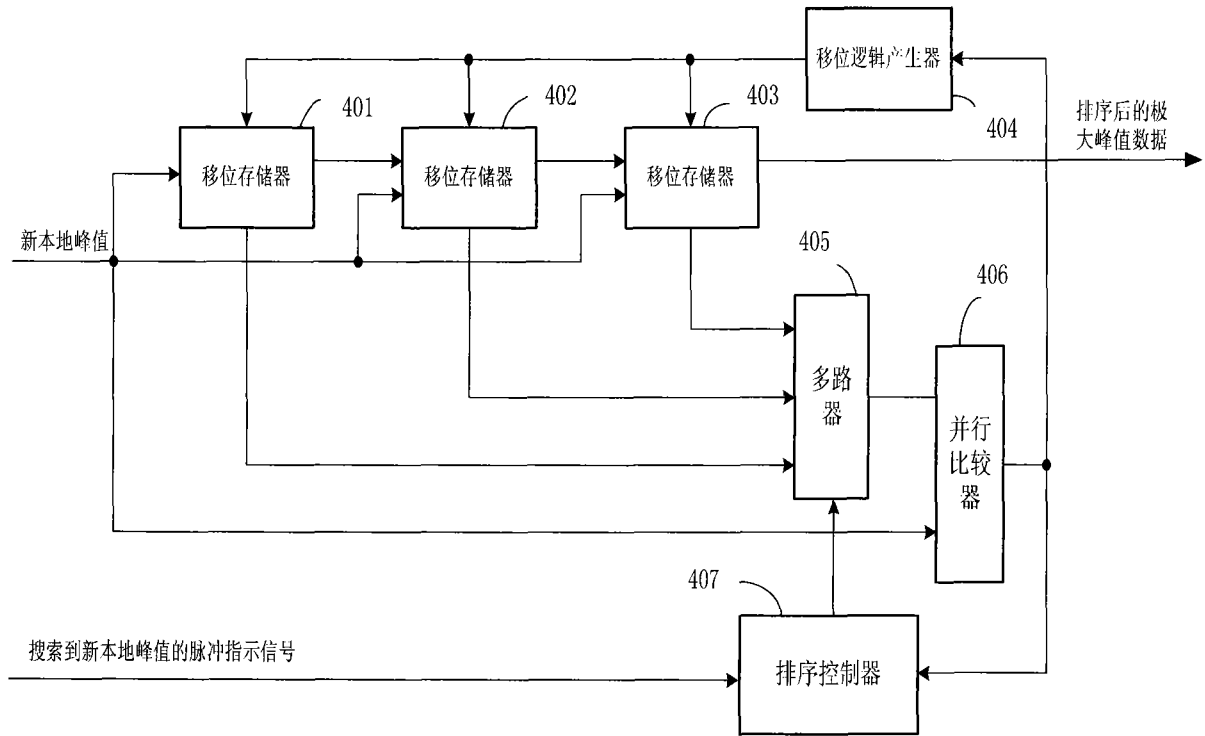 移位逻辑产生器
404
排序后的极
大峰值数据
401
402
403
移位存储器
移位存储器
移位存储器
新本地峰值
405
406
多路
器
并行
比较
器
407
搜索到新本地峰值的脉冲指示信号
排序控制器